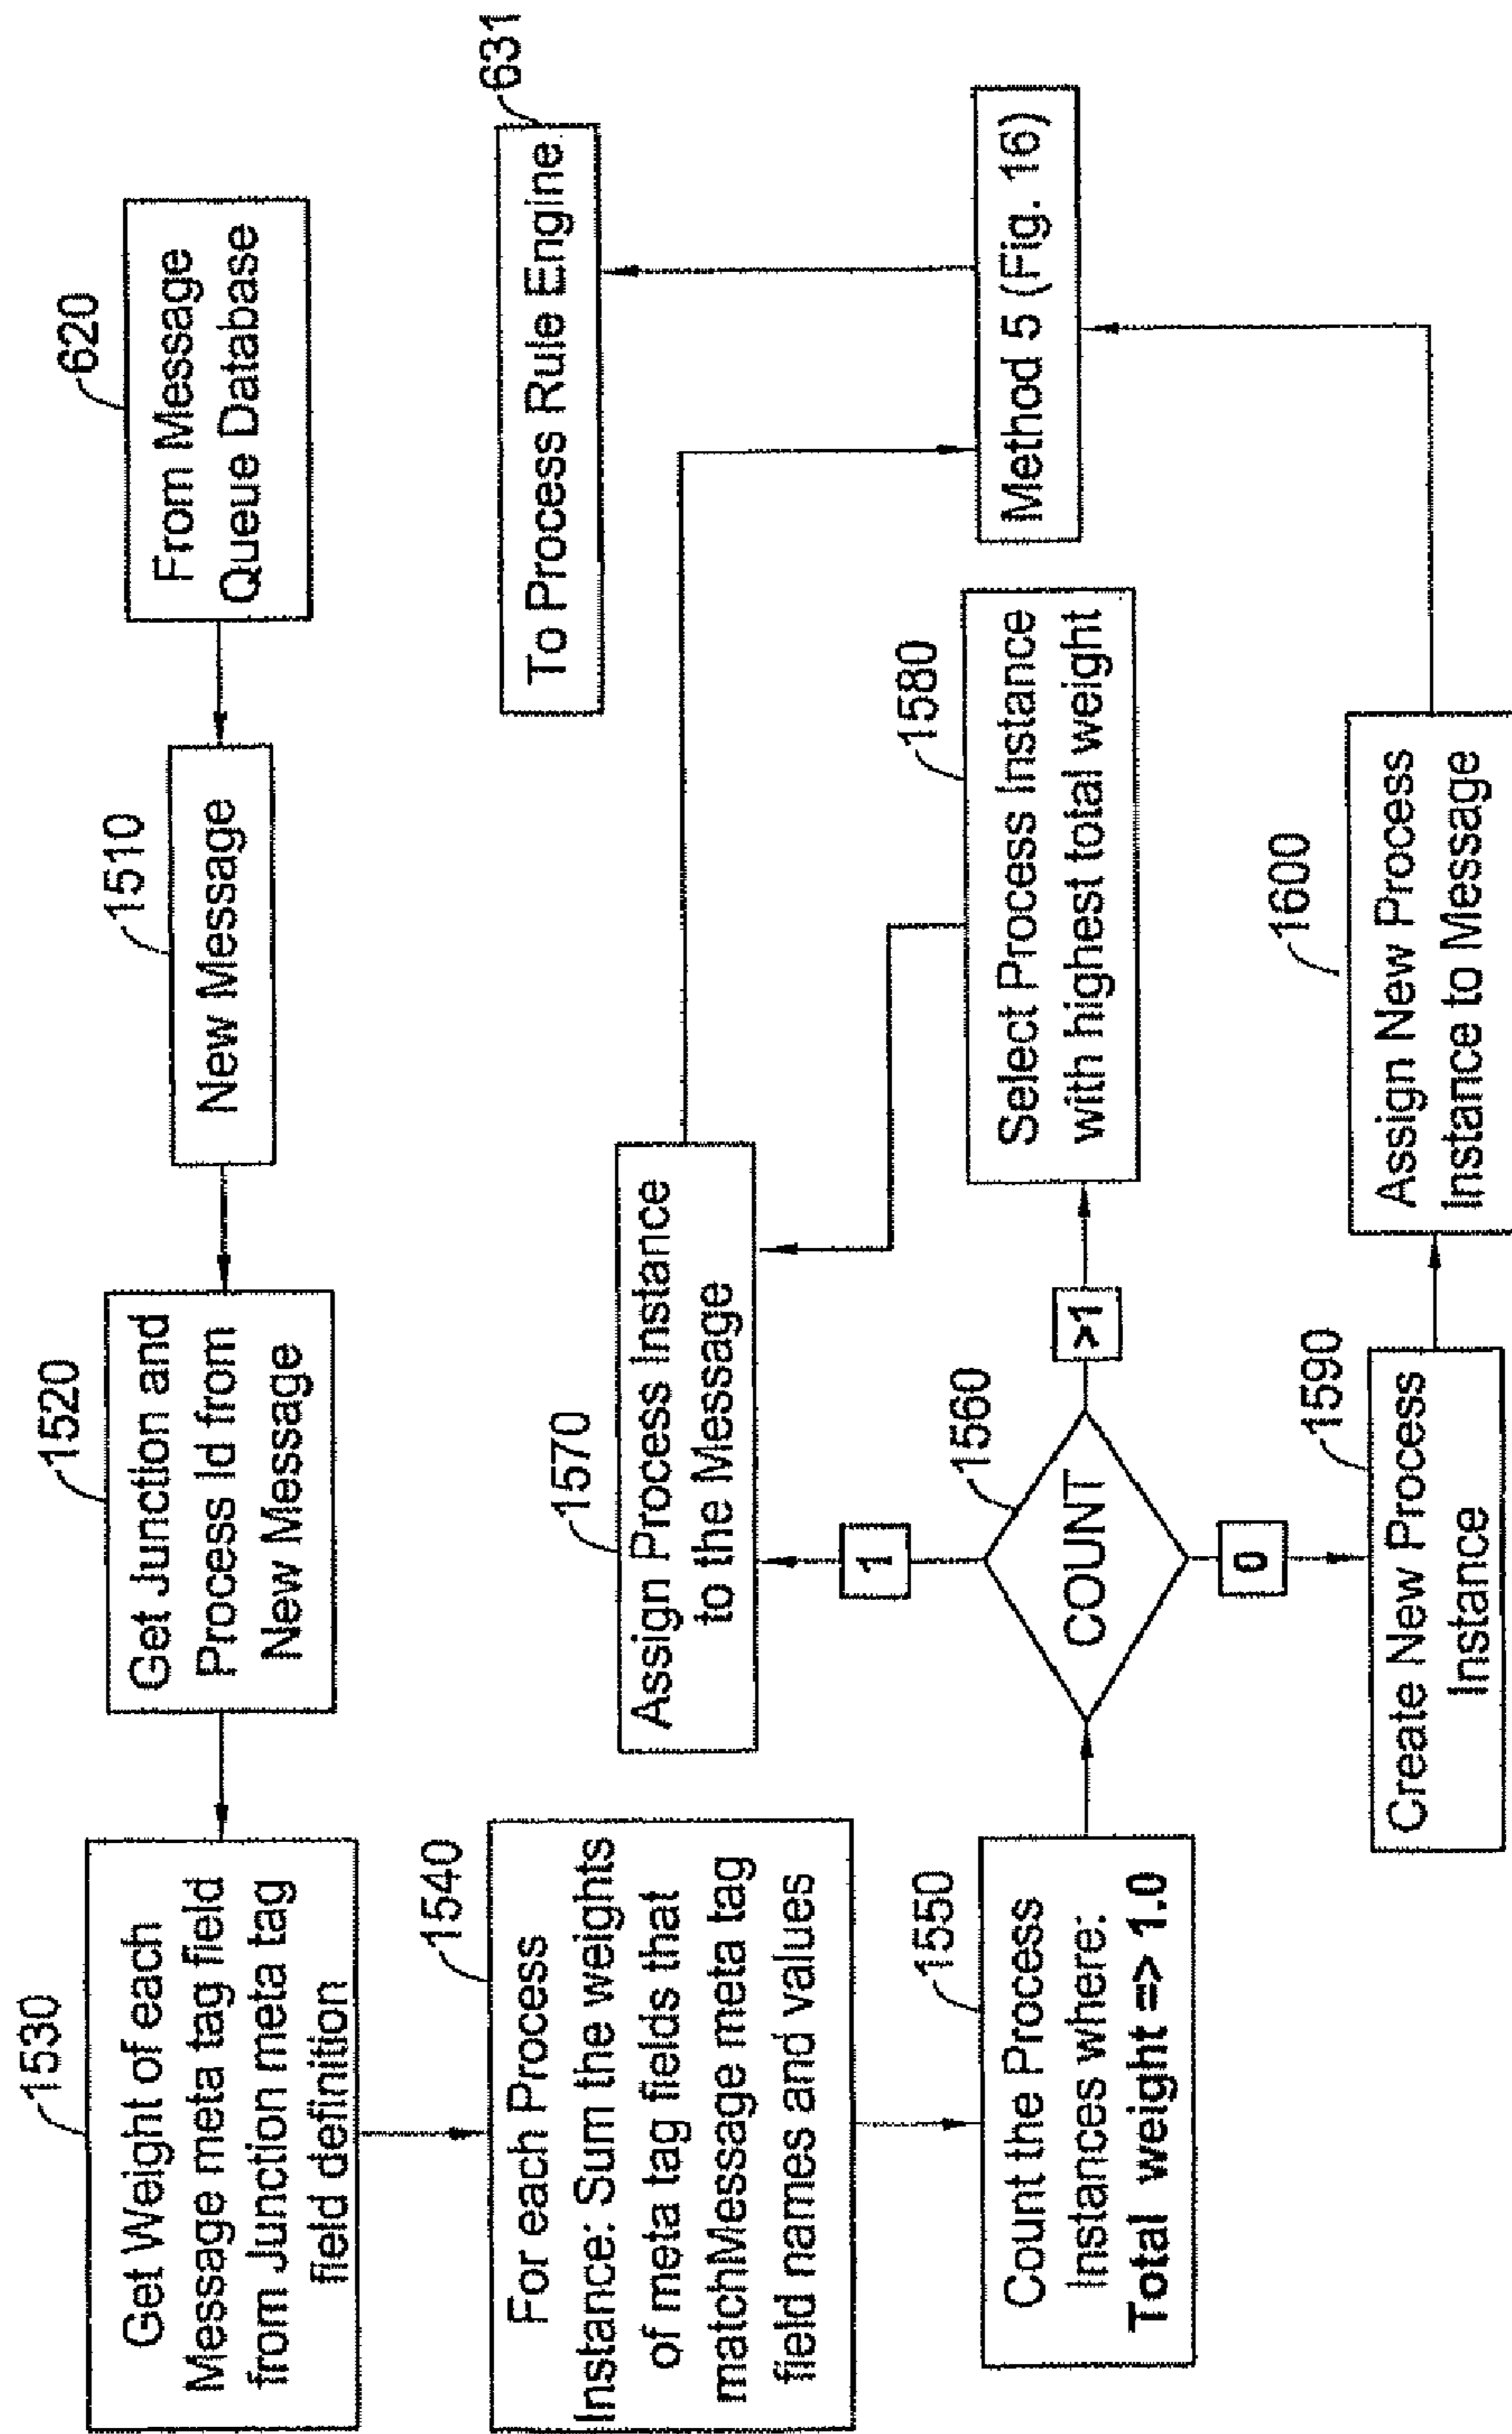 620
From Message
Queue Database
1510
New Message
1520
Get Junction and
Process Id from
New Message
1530
Get Weight of each
Message meta tag field
from Junction meta tag
field definition
1540
For each Process
Instance: Sum the weights
of meta tag fields that
matchMessage meta tag
field names and values
1550
Count the Process
Instances where:
Total weight => 1.0
1560
COUNT
1
>1
0
1570
Assign Process Instance
to the Message
1580
Select Process Instance
with highest total weight
1590
Create New Process
Instance
1600
Assign New Process
Instance to Message
Method 5 (Fig. 16)
631
To Process Rule Engine